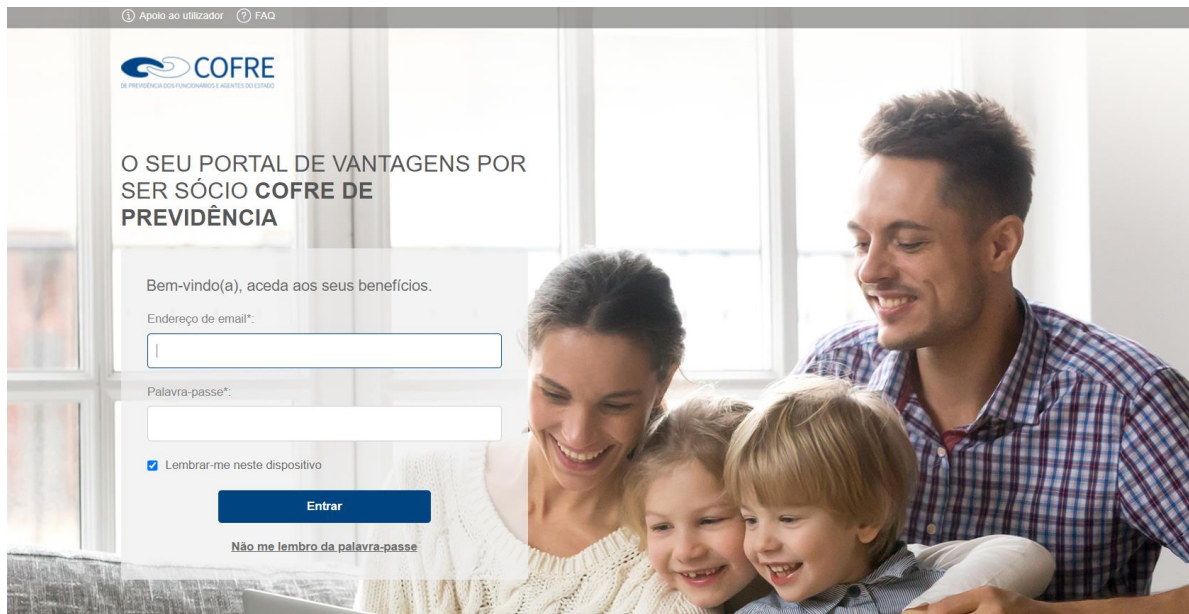 Apoio ao utilizador
FAQ
COFRE
DE PREVIDÊNCIA DOS FUNCIONÁRIOS E AGENTES DO ESTADO
O SEU PORTAL DE VANTAGENS POR
SER SÓCIO COFRE DE
PREVIDÊNCIA
Bem-vindo(a), aceda aos seus benefícios.
Endereço de email*:
Palavra-passe*:
Lembrar-me neste dispositivo
Entrar
Não me lembro da palavra-passe